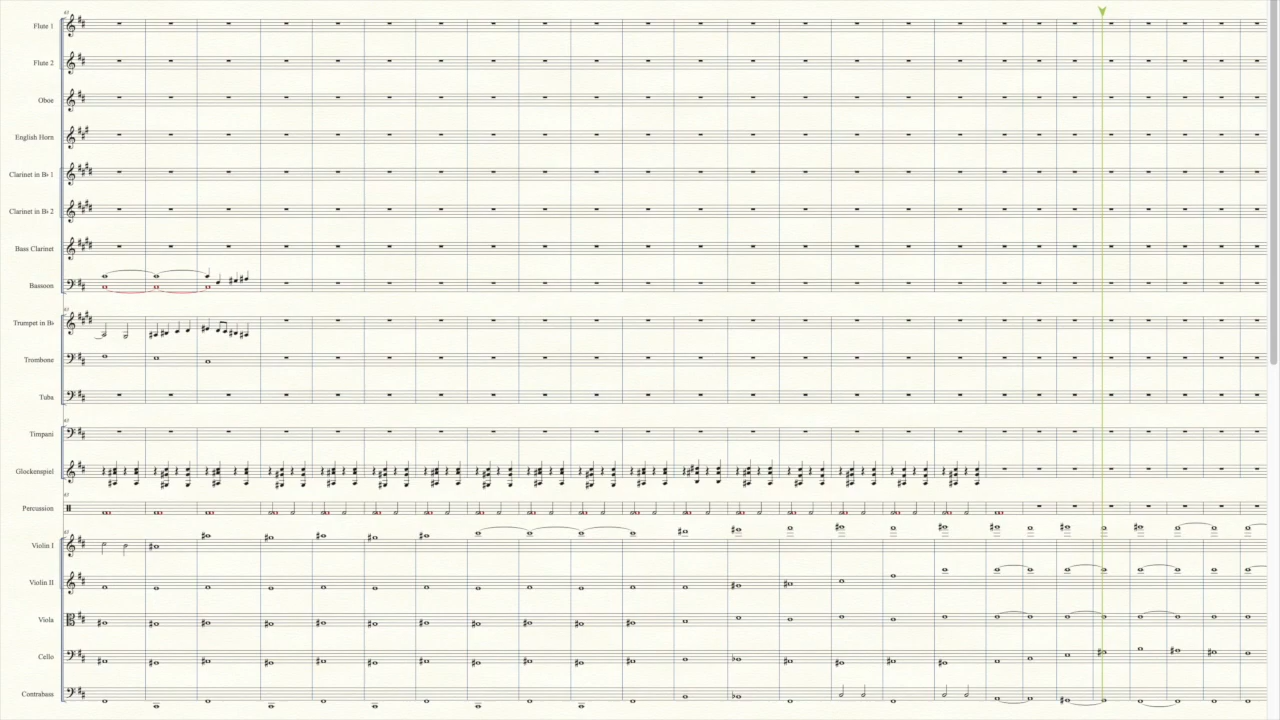 Flute 1
Flute 2
Oboe
English Horn
Clarinet in B♭ 1
Clarinet in B♭ 2
Bass Clarinet
Bassoon
Trumpet in B♭
Trombone
Tuba
Timpani
Glockenspiel
Percussion
Violin I
Violin II
Viola
Cello
Contrabass